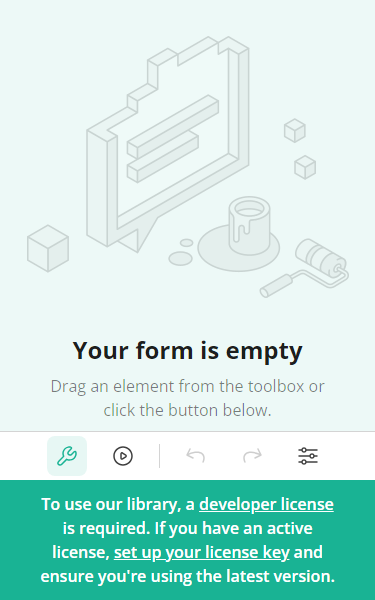 Your form is empty
Drag an element from the toolbox or
click the button below.
To use our library, a developer license
is required. If you have an active
license, set up your license key and
ensure you're using the latest version.